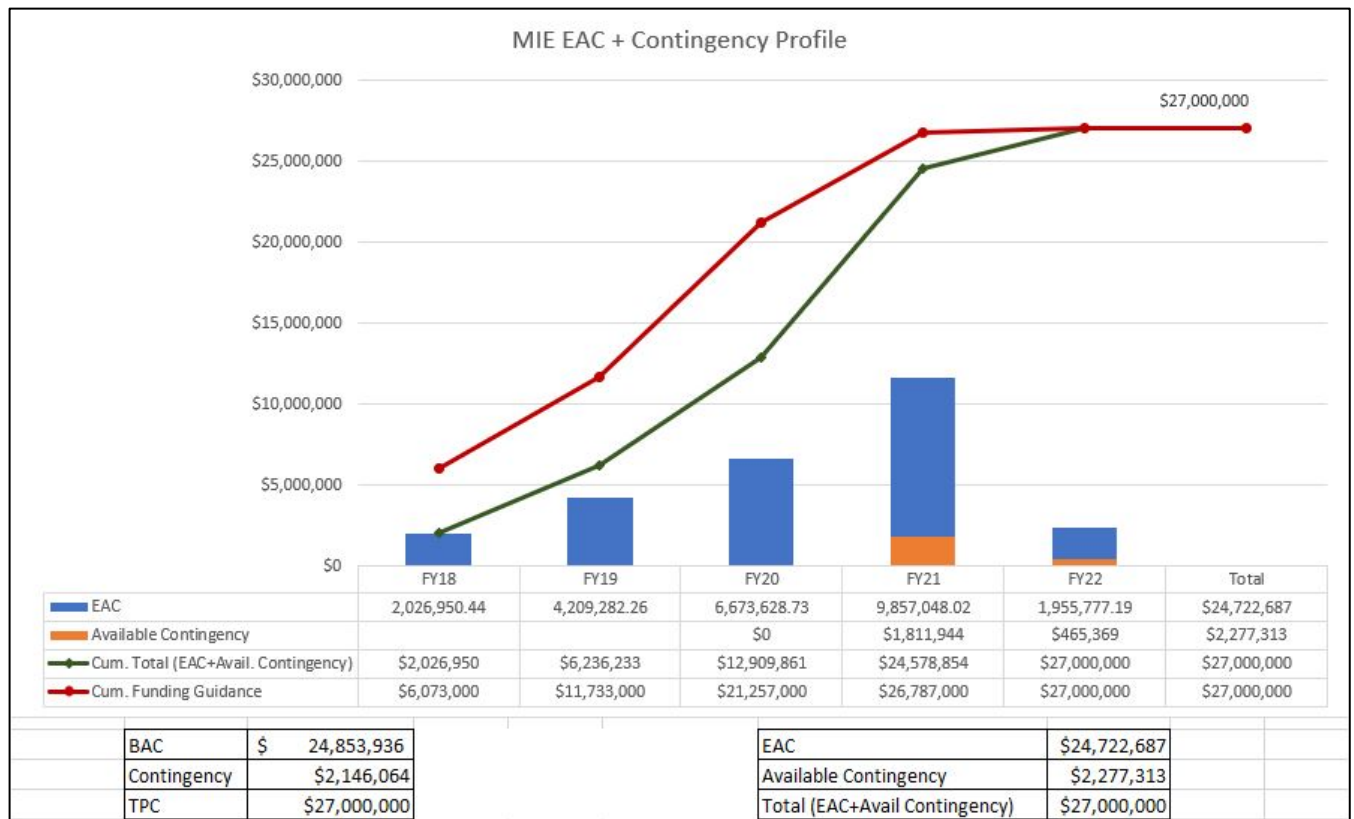 MIE EAC + Contingency Profile
$30,000,000
$27,000,000
$25,000,000
$20,000,000
$15,000,000
$10,000,000
$5,000,000
$0
FY18 FY19 FY20 FY21 FY22 Total
EAC 2,026,950.44 4,209,282.26 6,673,628.73 9,857,048.02 1,955,777.19 $24,722,687
Available Contingency $0 $1,811,944 $465,369 $2,277,313
Cum. Total (EAC+Avail. Contingency) $2,026,950 $6,236,233 $12,909,861 $24,578,854 $27,000,000 $27,000,000
Cum. Funding Guidance $6,073,000 $11,733,000 $21,257,000 $26,787,000 $27,000,000 $27,000,000
BAC $ 24,853,936 EAC $24,722,687
Contingency $2,146,064 Available Contingency $2,277,313
TPC $27,000,000 Total (EAC+Avail Contingency) $27,000,000